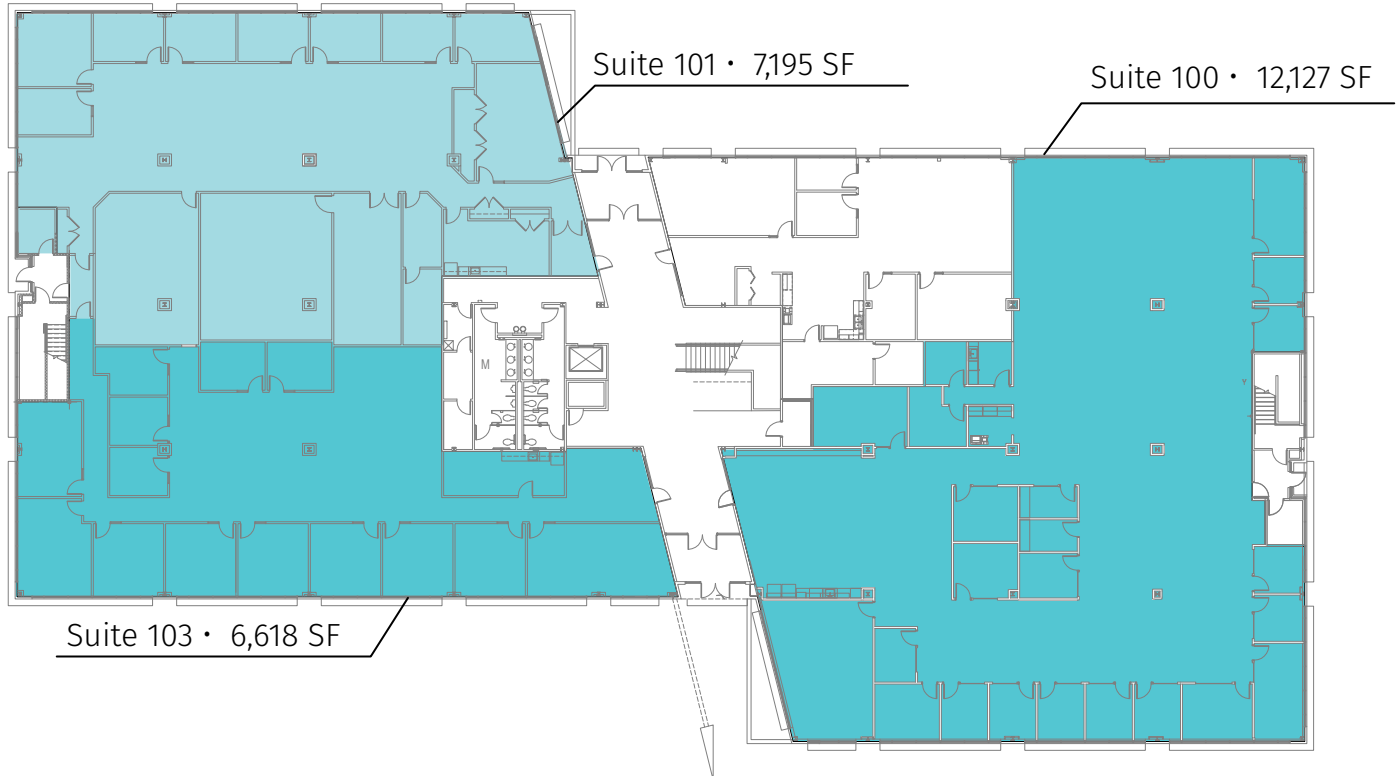 Suite 101 • 7,195 SF
Suite 100 • 12,127 SF
M
Y
Suite 103 • 6,618 SF